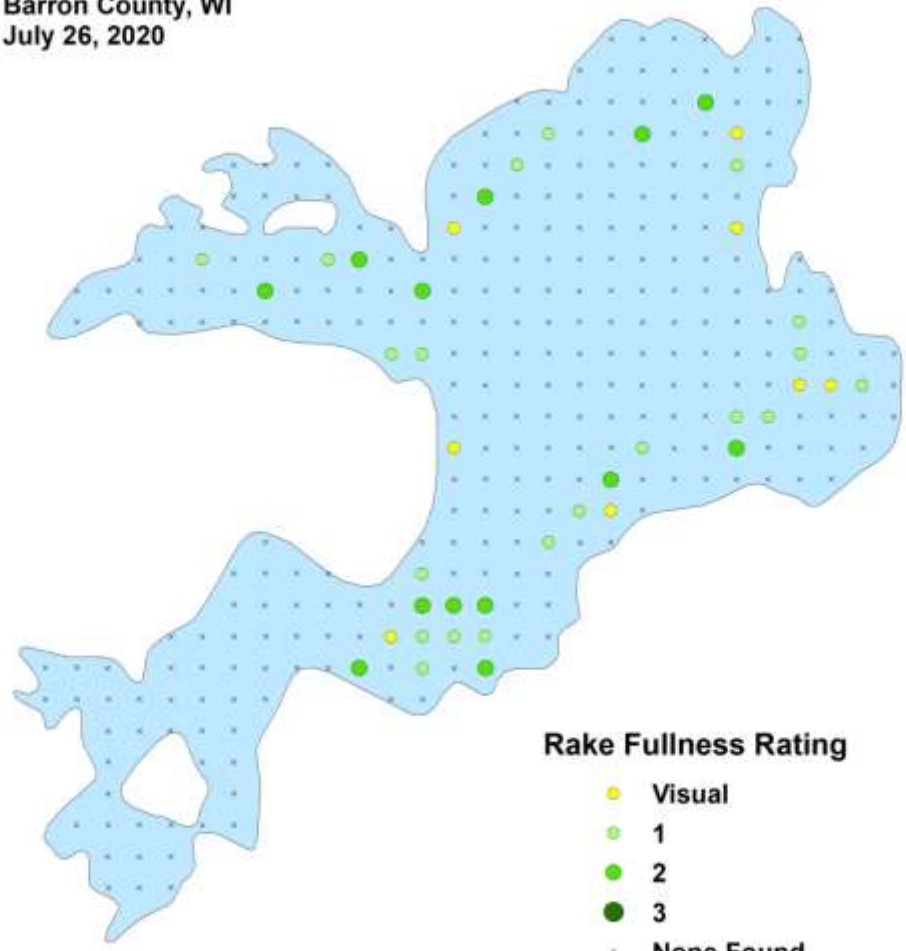 Barron County, WI
July 26, 2020
Rake Fullness Rating
Visual
1
2
3
None Found